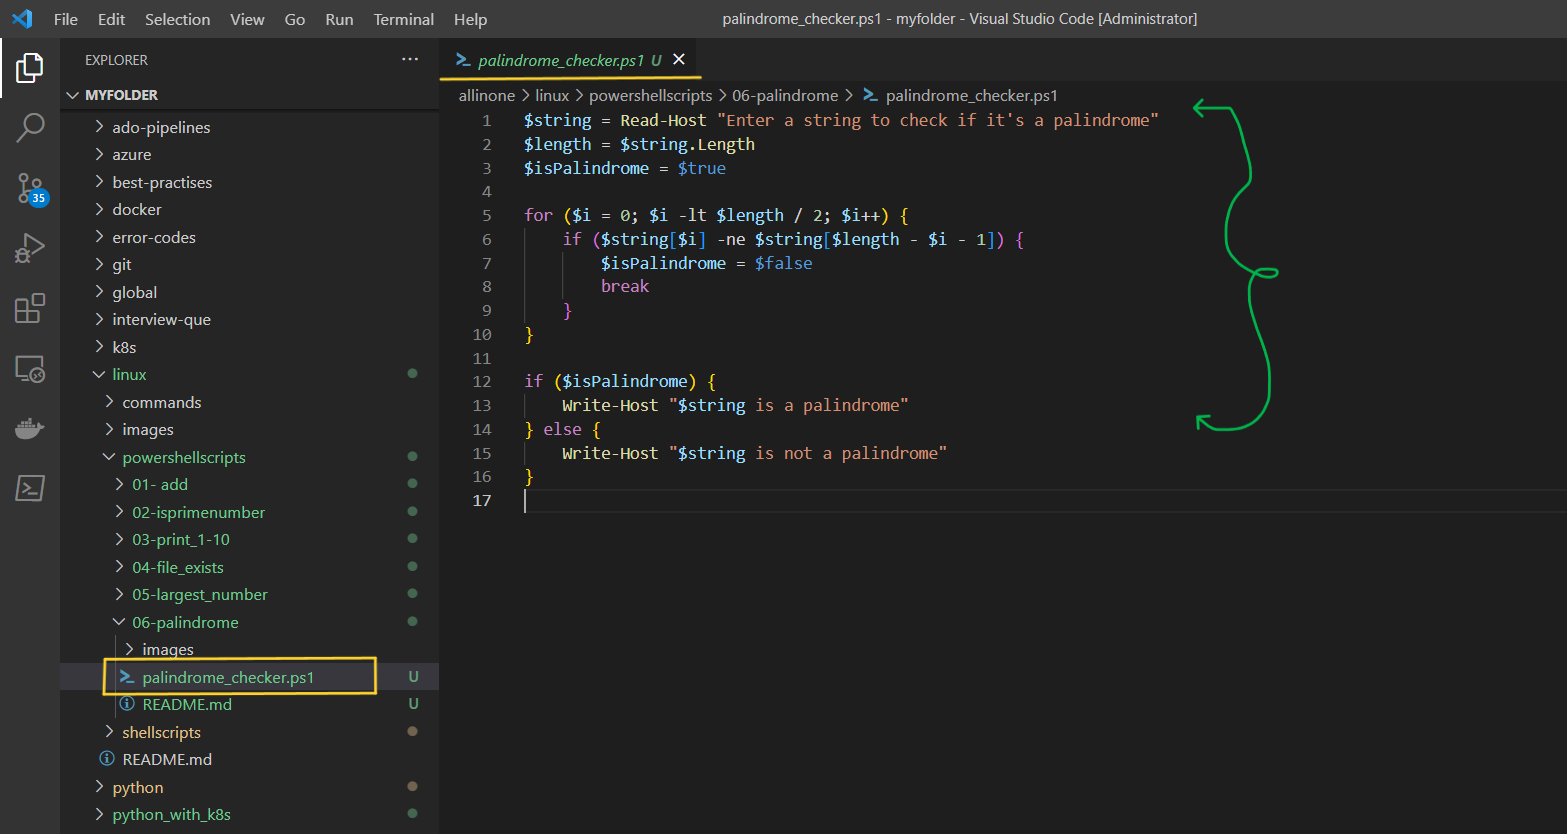 File Edit Selection View Go Run Terminal Help palindrome_checker.ps1 - myfolder - Visual Studio Code [Administrator]
EXPLORER ···
MYFOLDER
ado-pipelines
azure
best-practises
docker
error-codes
git
global
interview-que
k8s
linux
commands
images
powershellscripts
01- add
02-isprimenumber
03-print_1-10
04-file_exists
05-largest_number
06-palindrome
images
palindrome_checker.ps1 U
README.md U
shellscripts
README.md
python
python_with_k8s
35
palindrome_checker.ps1 U
allinone > linux > powershellscripts > 06-palindrome > palindrome_checker.ps1
1 $string = Read-Host "Enter a string to check if it's a palindrome"
2 $length = $string.Length
3 $isPalindrome = $true
4
5 for ($i = 0; $i -lt $length / 2; $i++) {
6     if ($string[$i] -ne $string[$length - $i - 1]) {
7         $isPalindrome = $false
8         break
9     }
10 }
11
12 if ($isPalindrome) {
13     Write-Host "$string is a palindrome"
14 } else {
15     Write-Host "$string is not a palindrome"
16 }
17